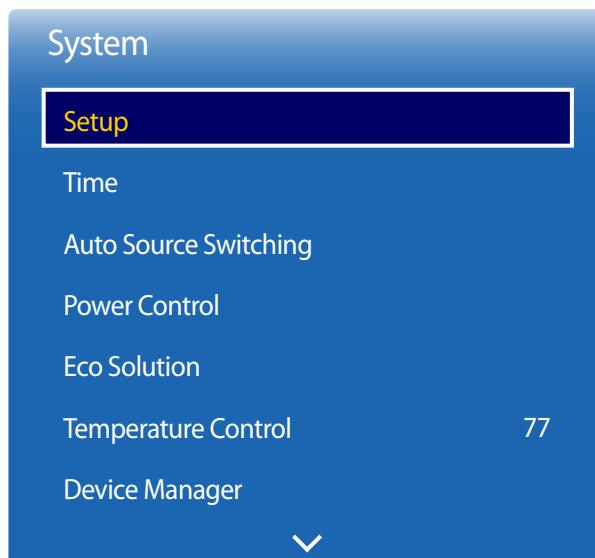 System
Setup
Time
Auto Source Switching
Power Control
Eco Solution
Temperature Control 77
Device Manager